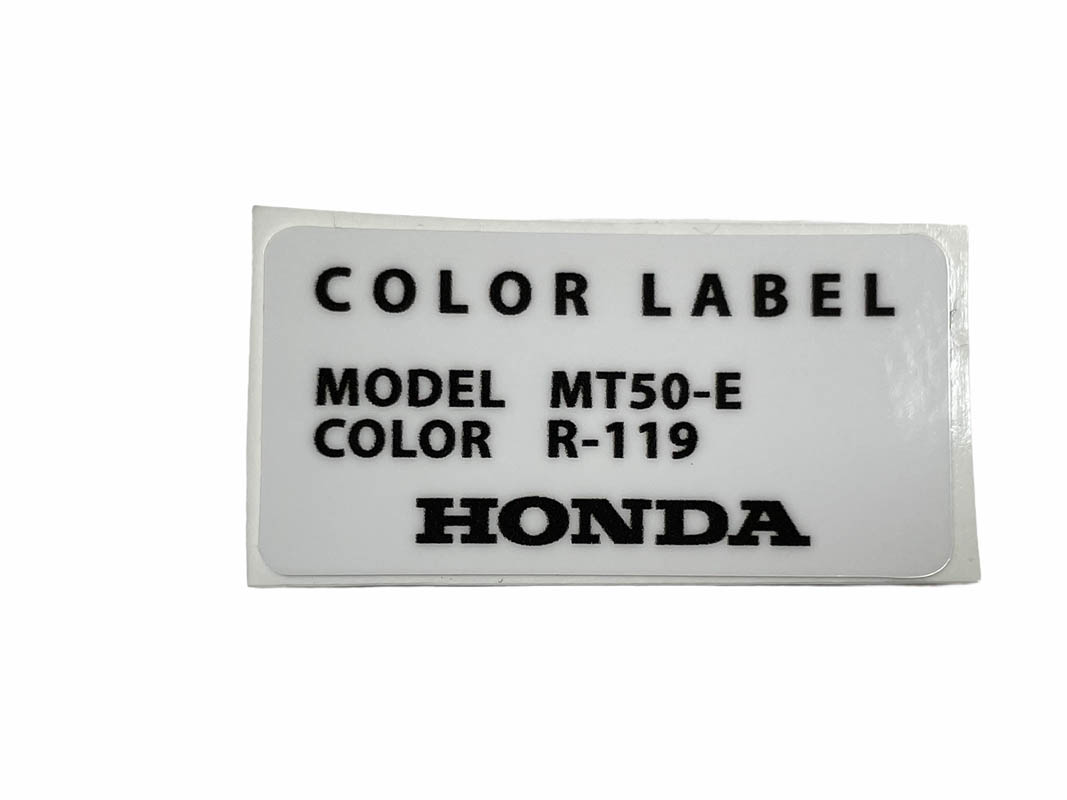 COLOR LABEL
MODEL MT50-E
COLOR R-119
HONDA